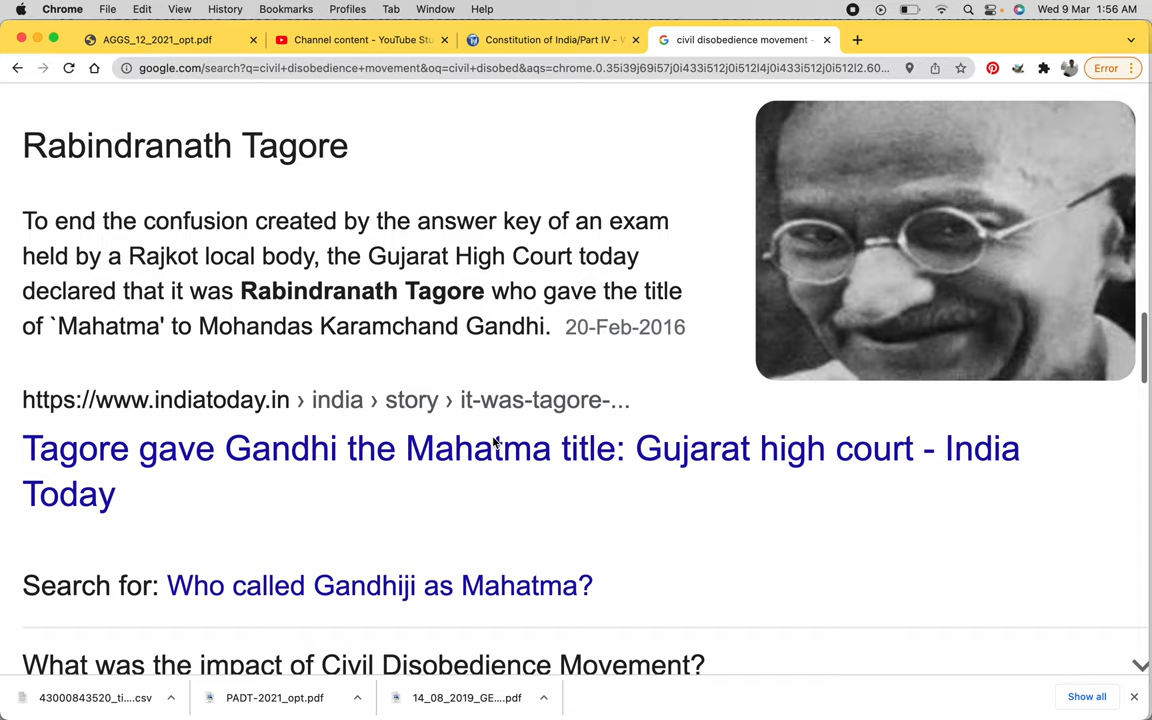 Chrome File Edit View History Bookmarks Profiles Tab Window Help Wed 9 Mar 1:56 AM
AGGS_12_2021_opt.pdf Channel content - YouTube Stu Constitution of India/Part IV - civil disobedience movement -
google.com/search?q=civil+disobedience+movement&oq=civil+disobed&aqs=chrome.0.35i39j69i57j0i433i512j0i512l4j0i433i512j0i512l2.60... Error
Rabindranath Tagore
To end the confusion created by the answer key of an exam
held by a Rajkot local body, the Gujarat High Court today
declared that it was Rabindranath Tagore who gave the title
of `Mahatma' to Mohandas Karamchand Gandhi. 20-Feb-2016
https://www.indiatoday.in › india › story › it-was-tagore-...
Tagore gave Gandhi the Mahatma title: Gujarat high court - India
Today
Search for: Who called Gandhiji as Mahatma?
What was the impact of Civil Disobedience Movement?
43000843520_ti....csv PADT-2021_opt.pdf 14_08_2019_GE....pdf Show all